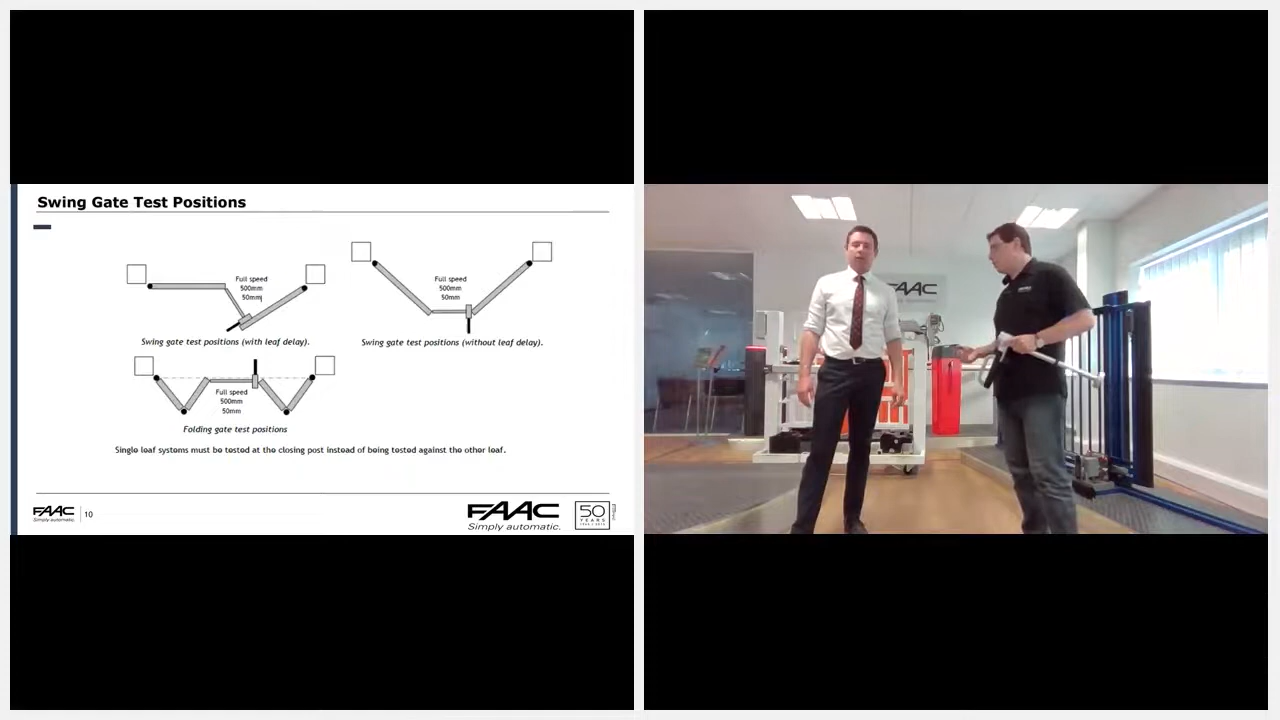 Swing Gate Test Positions
Full speed
500mm
50mm
Swing gate test positions (with leaf delay).
Full speed
500mm
50mm
Swing gate test positions (without leaf delay).
Full speed
500mm
50mm
Folding gate test positions
Single leaf systems must be tested at the closing post instead of being tested against the other leaf.
FAAC
Simply automatic.
10
FAAC
Simply automatic.
50
YEARS
FAAC